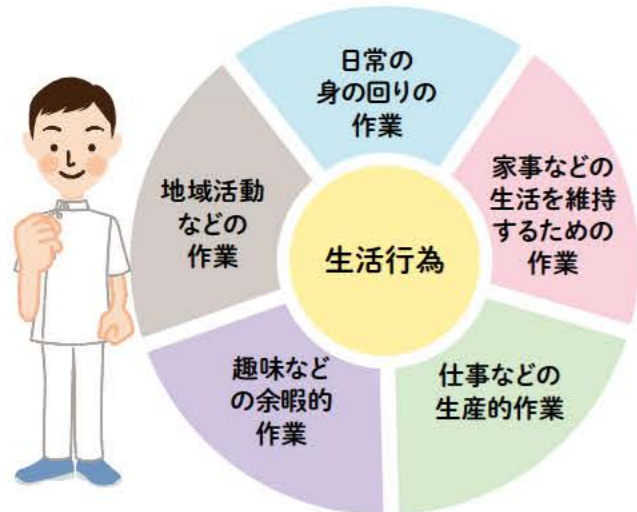 日常の
身の回りの
作業
家事などの
生活を維持
するための
作業
仕事などの
生産的作業
趣味など
の余暇的
作業
地域活動
などの
作業
生活行為